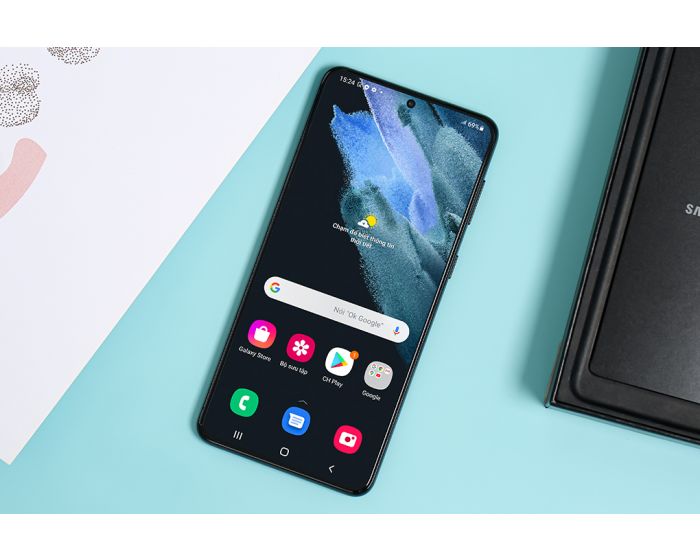 15:24
69%
Chạm để biết thông tin
thời tiết.
Nói "Ok Google"
Galaxy Store
Bộ sưu tập
CH Play
1
Google